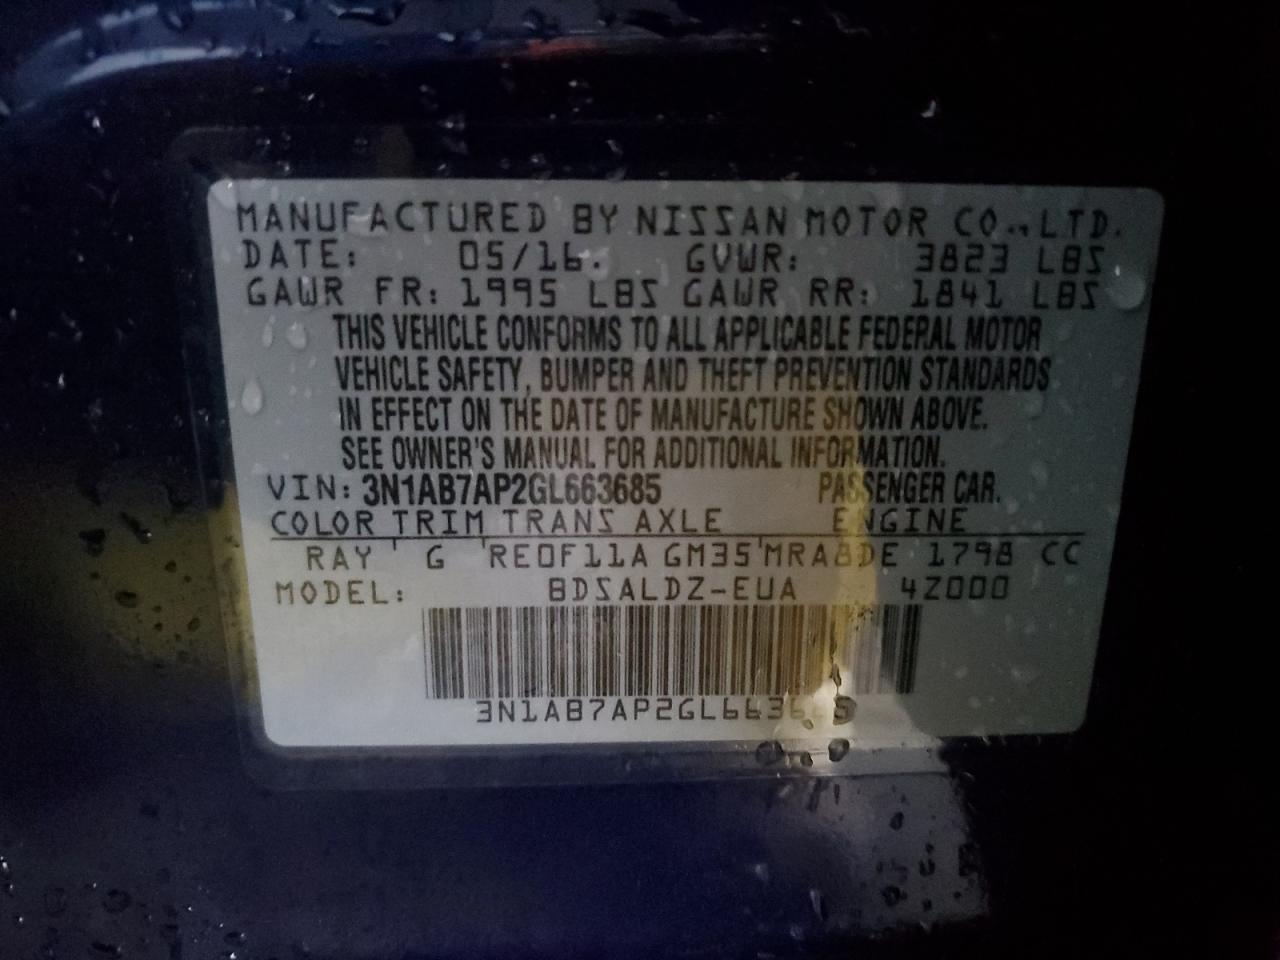 MANUFACTURED BY NISSAN MOTOR CO., LTD.
DATE: 05/16. GVWR: 3823 LBS
GAWR FR: 1995 LBS GAWR RR: 1841 LBS
THIS VEHICLE CONFORMS TO ALL APPLICABLE FEDERAL MOTOR
VEHICLE SAFETY, BUMPER AND THEFT PREVENTION STANDARDS
IN EFFECT ON THE DATE OF MANUFACTURE SHOWN ABOVE.
SEE OWNER'S MANUAL FOR ADDITIONAL INFORMATION.
VIN: 3N1AB7AP2GL663685 PASSENGER CAR.
COLOR TRIM TRANS AXLE ENGINE
RAY G RE0F11A GM35 MRA8DE 1798 CC
MODEL: BDSALDZ-EUA 4Z000
3N1AB7AP2GL663685